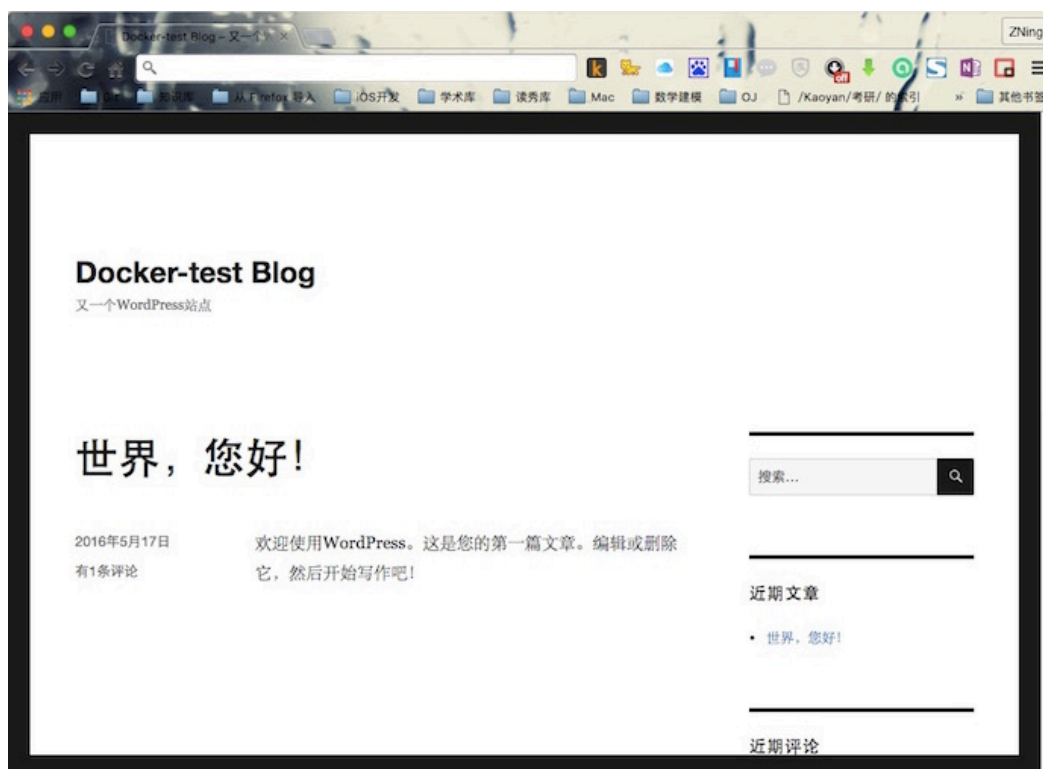 Docker-test Blog – 又一个W
ZNing
应用 Git 知识库 从 Firefox 导入 iOS开发 学术库 读秀库 Mac 数学建模 OJ /Kaoyan/考研/ 的索引 » 其他书签
off
Docker-test Blog
又一个WordPress站点
世界，您好！
搜索...
2016年5月17日
有1条评论
欢迎使用WordPress。这是您的第一篇文章。编辑或删除
它，然后开始写作吧！
近期文章
世界，您好！
近期评论